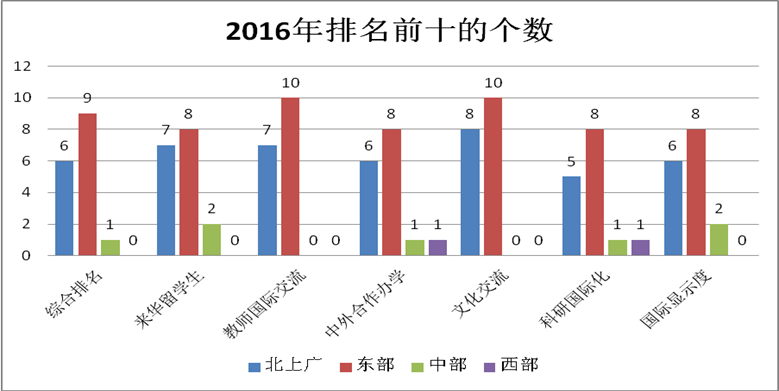 2016年排名前十的个数
12
10
8
6
4
2
0
6 9 1 0
7 8 2 0
7 10 0 0
6 8 1 1
8 10 0 0
5 8 1 1
6 8 2 0
综合排名
来华留学生
教师国际交流
中外合作办学
文化交流
科研国际化
国际显示度
北上广 东部 中部 西部